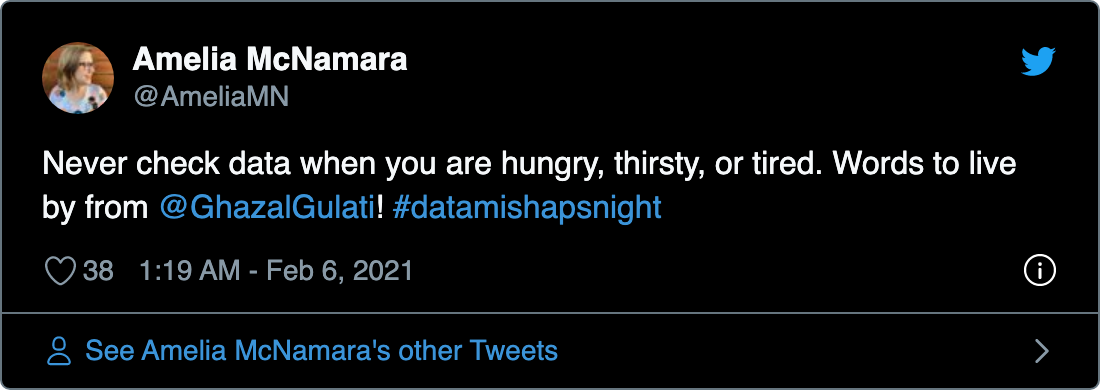 Amelia McNamara
@AmeliaMN
Never check data when you are hungry, thirsty, or tired. Words to live
by from @GhazalGulati! #datamishapsnight
38 1:19 AM - Feb 6, 2021
See Amelia McNamara's other Tweets